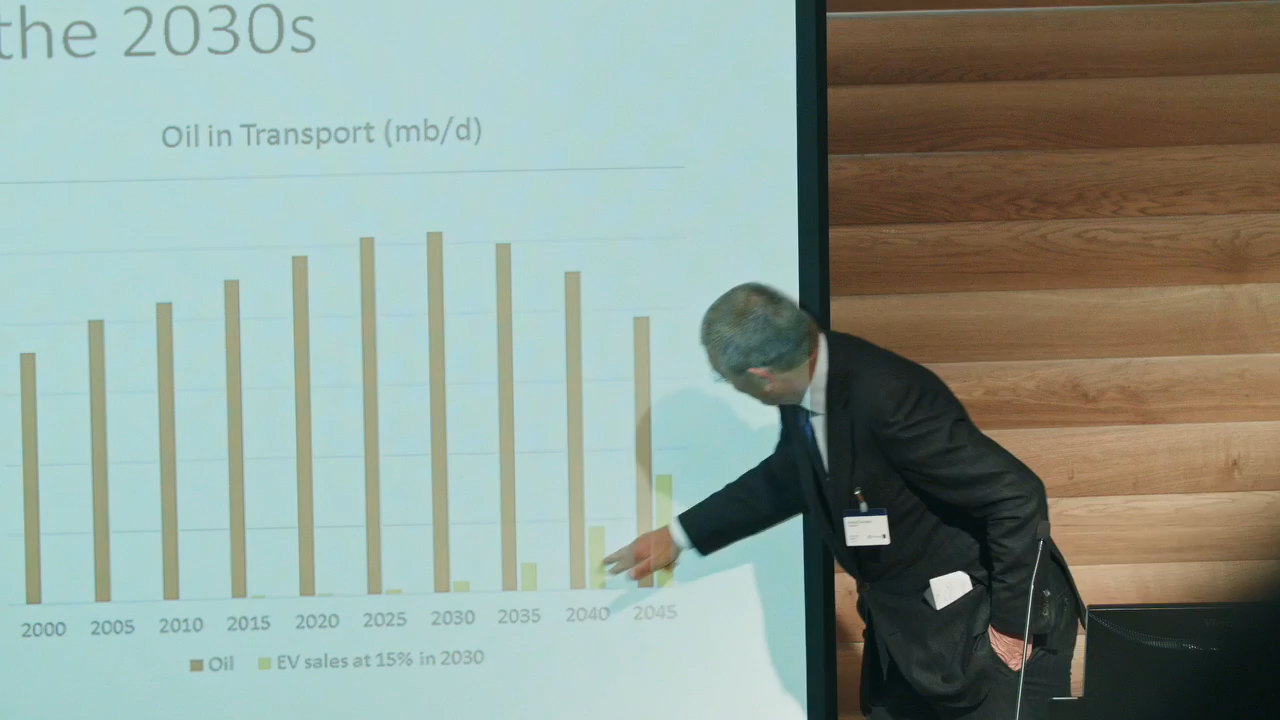 the 2030s
Oil in Transport (mb/d)
2000 2005 2010 2015 2020 2025 2030 2035 2040 2045
Oil EV sales at 15% in 2030